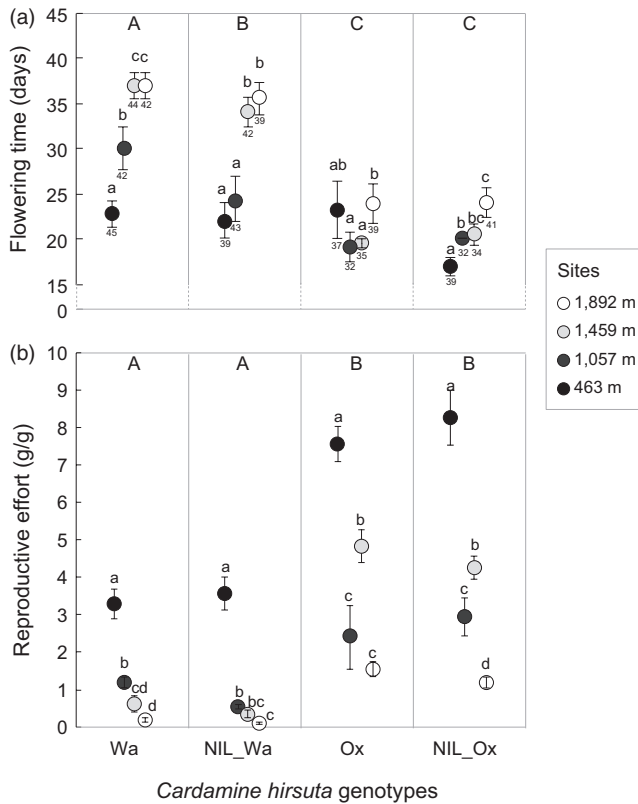 (a)
45
40
35
30
25
20
15
0
Flowering time (days)
A
B
C
C
a
b
c
c
45
42
44
42
a
a
b
b
39
43
42
39
ab
a
a
b
37
32
35
39
a
b
bc
c
39
32
34
41
Sites
1,892 m
1,459 m
1,057 m
463 m
(b)
10
9
8
7
6
5
4
3
2
1
0
Reproductive effort (g/g)
A
A
B
B
a
b
cd
d
a
b
bc
c
a
c
b
c
a
c
b
d
Wa
NIL_Wa
Ox
NIL_Ox
Cardamine hirsuta genotypes